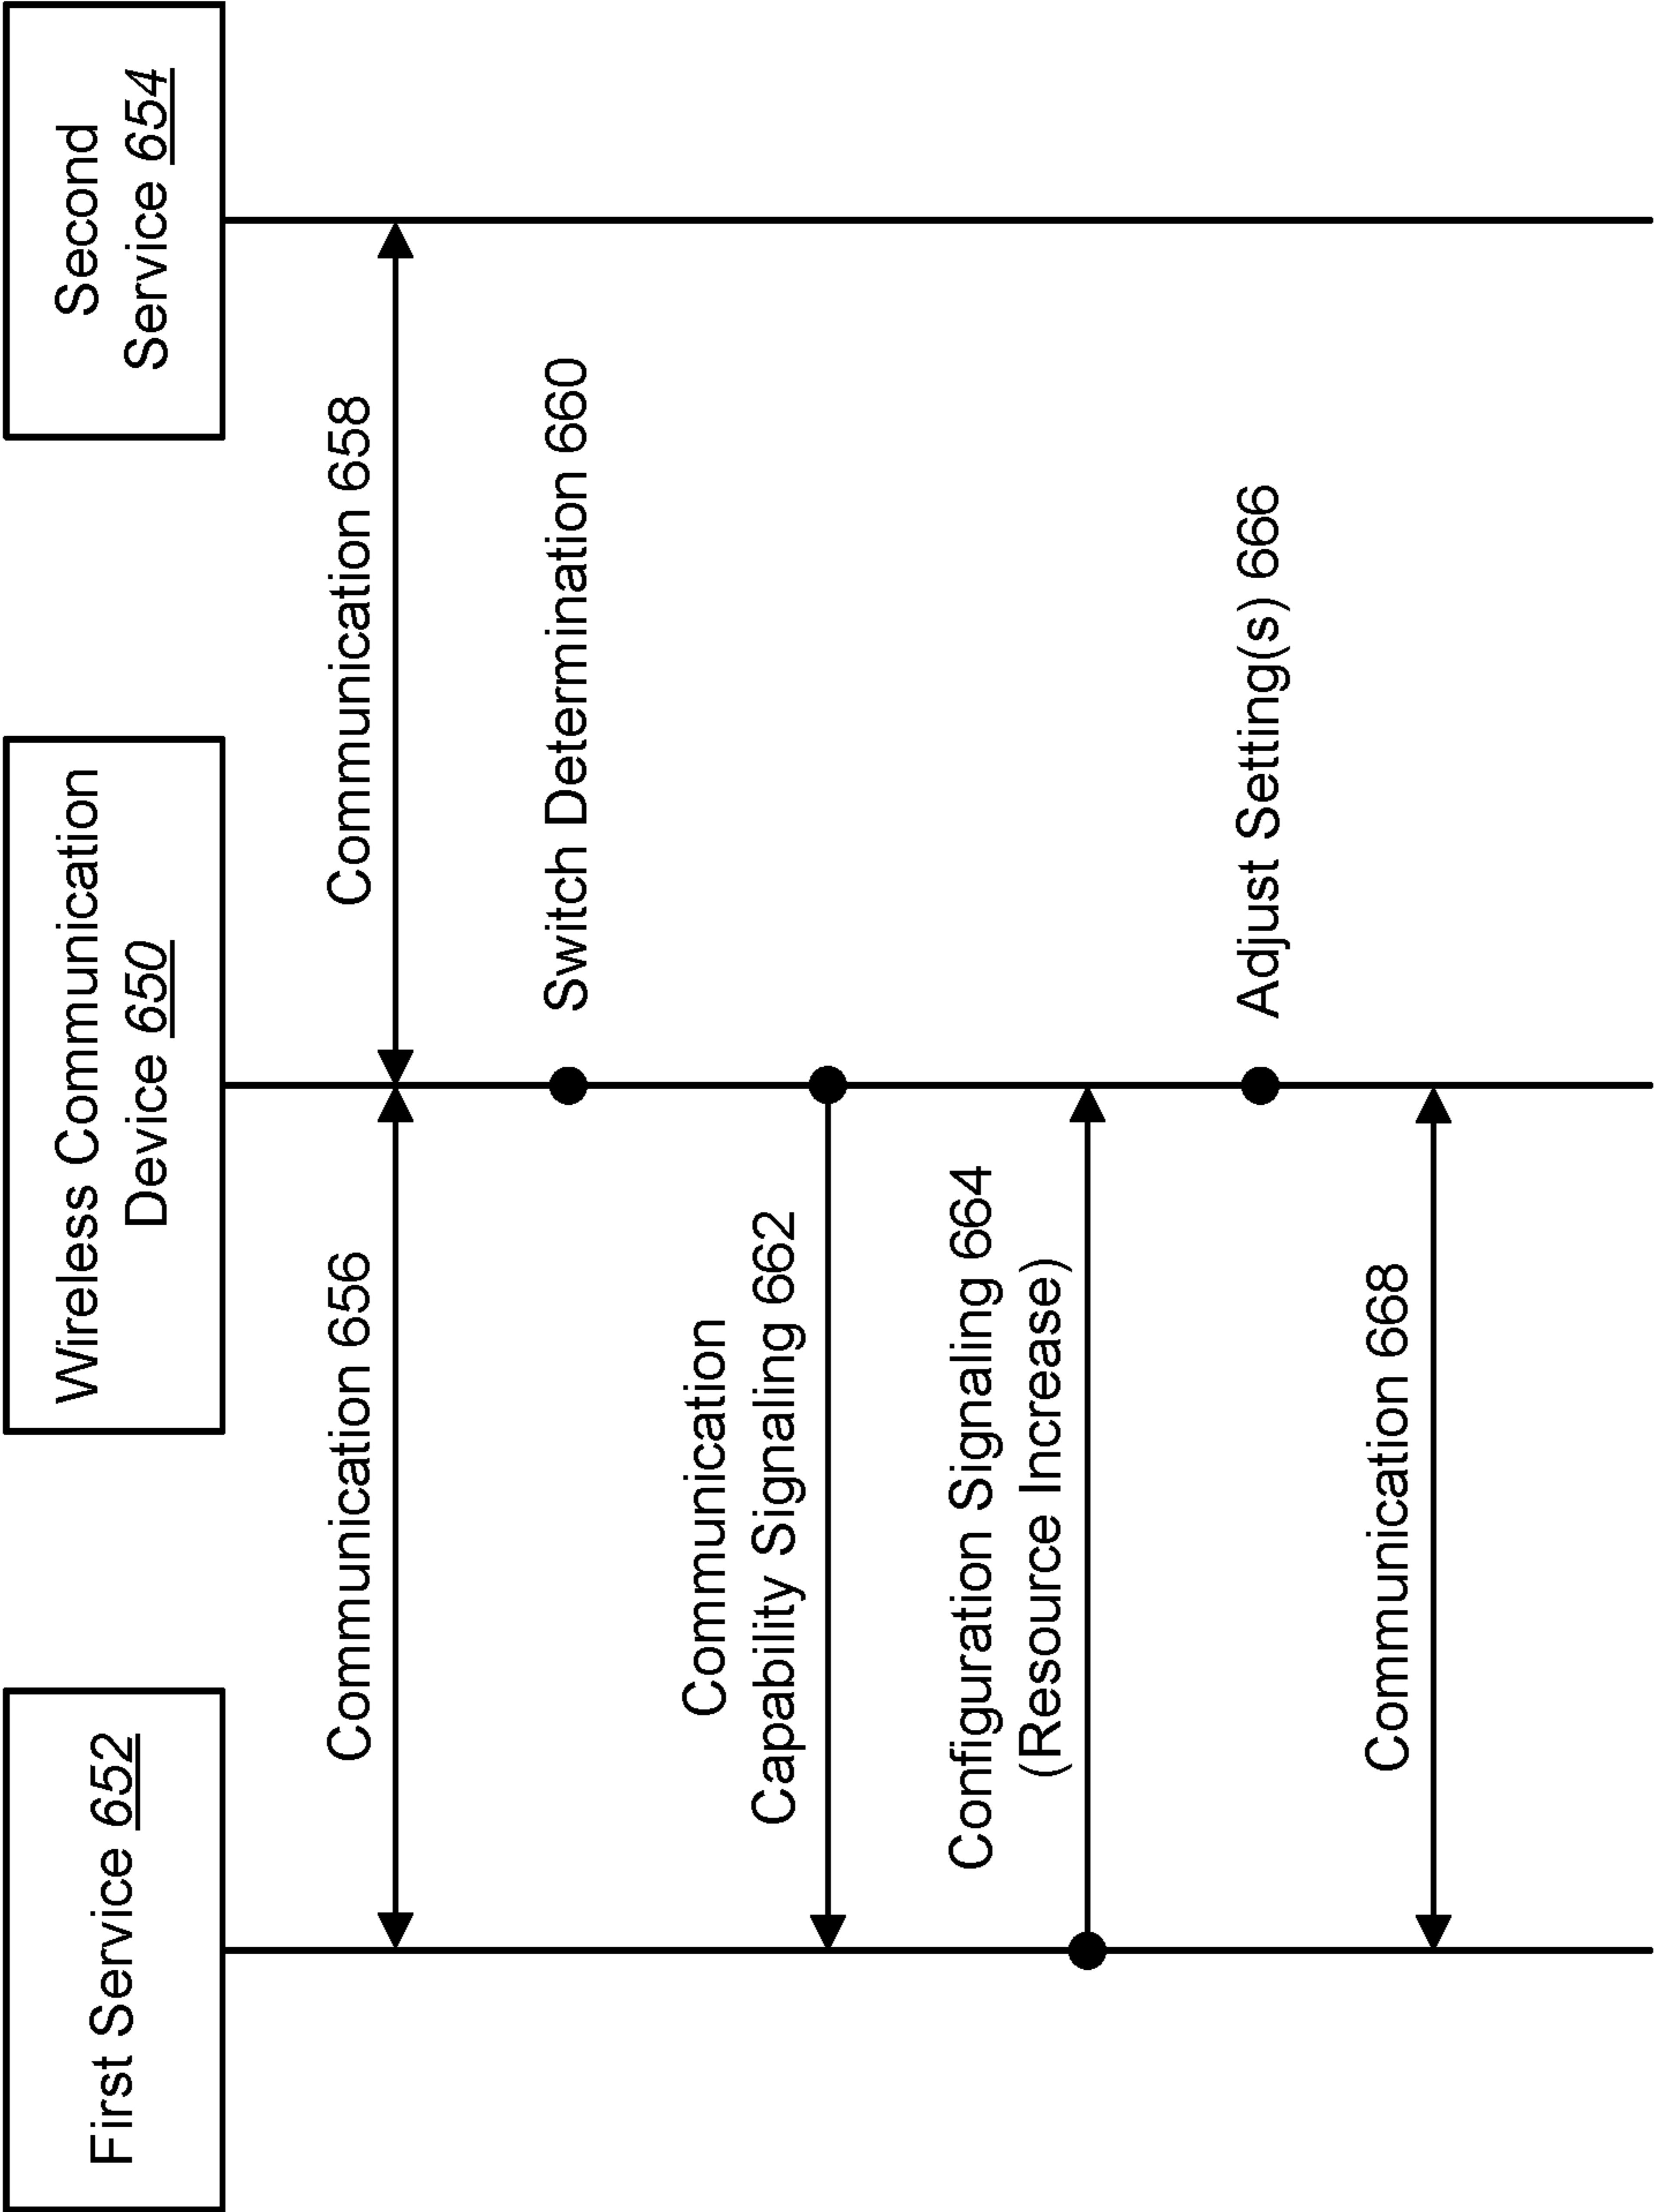 First Service 652
Wireless Communication
Device 650
Second
Service 654
Communication 656
Communication 658
Switch Determination 660
Communication
Capability Signaling 662
Configuration Signaling 664
(Resource Increase)
Adjust Setting(s) 666
Communication 668